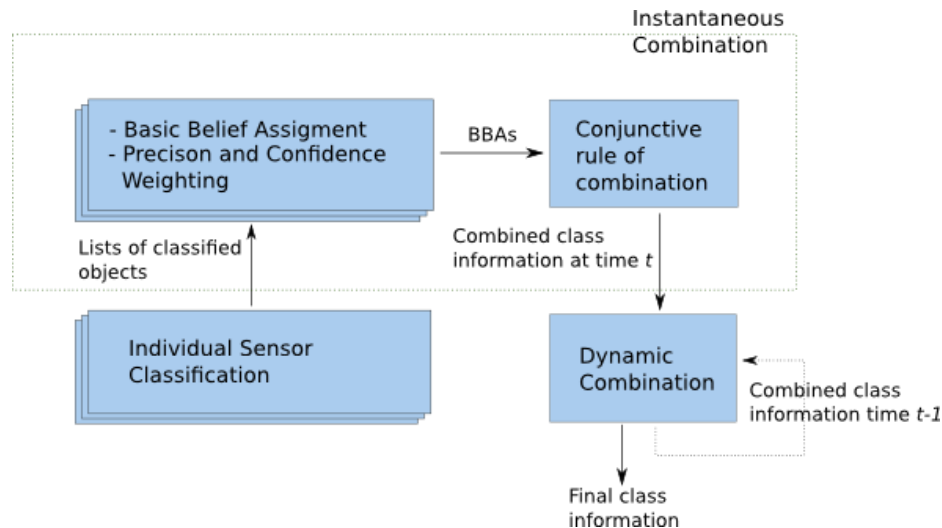 Instantaneous
Combination
- Basic Belief Assigment
- Precison and Confidence
Weighting
BBAs
Conjunctive
rule of
combination
Lists of classified
objects
Combined class
information at time t
Individual Sensor
Classification
Dynamic
Combination
Combined class
information time t-1
Final class
information